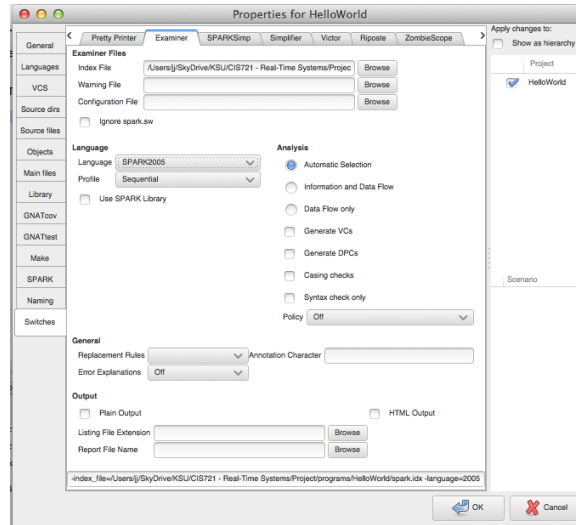 Properties for HelloWorld
General
Languages
VCS
Source dirs
Source files
Objects
Main files
Library
GNATcov
GNATtest
Make
SPARK
Naming
Switches
Pretty Printer Examiner SPARKSimp Simplifier Victor Riposte ZombieScope
Examiner Files
Index File /Users/jj/SkyDrive/KSU/CIS721 - Real-Time Systems/Projec Browse
Warning File Browse
Configuration File Browse
Ignore spark.sw
Language
Language SPARK2005
Profile Sequential
Use SPARK Library
Analysis
Automatic Selection
Information and Data Flow
Data Flow only
Generate VCs
Generate DPCs
Casing checks
Syntax check only
Policy Off
General
Replacement Rules Annotation Character
Error Explanations Off
Output
Plain Output HTML Output
Listing File Extension Browse
Report File Name Browse
-index_file=/Users/jj/SkyDrive/KSU/CIS721 - Real-Time Systems/Project/programs/HelloWorld/spark.idx -language=2005
Apply changes to:
Show as hierarchy
Project
HelloWorld
Scenario
OK Cancel